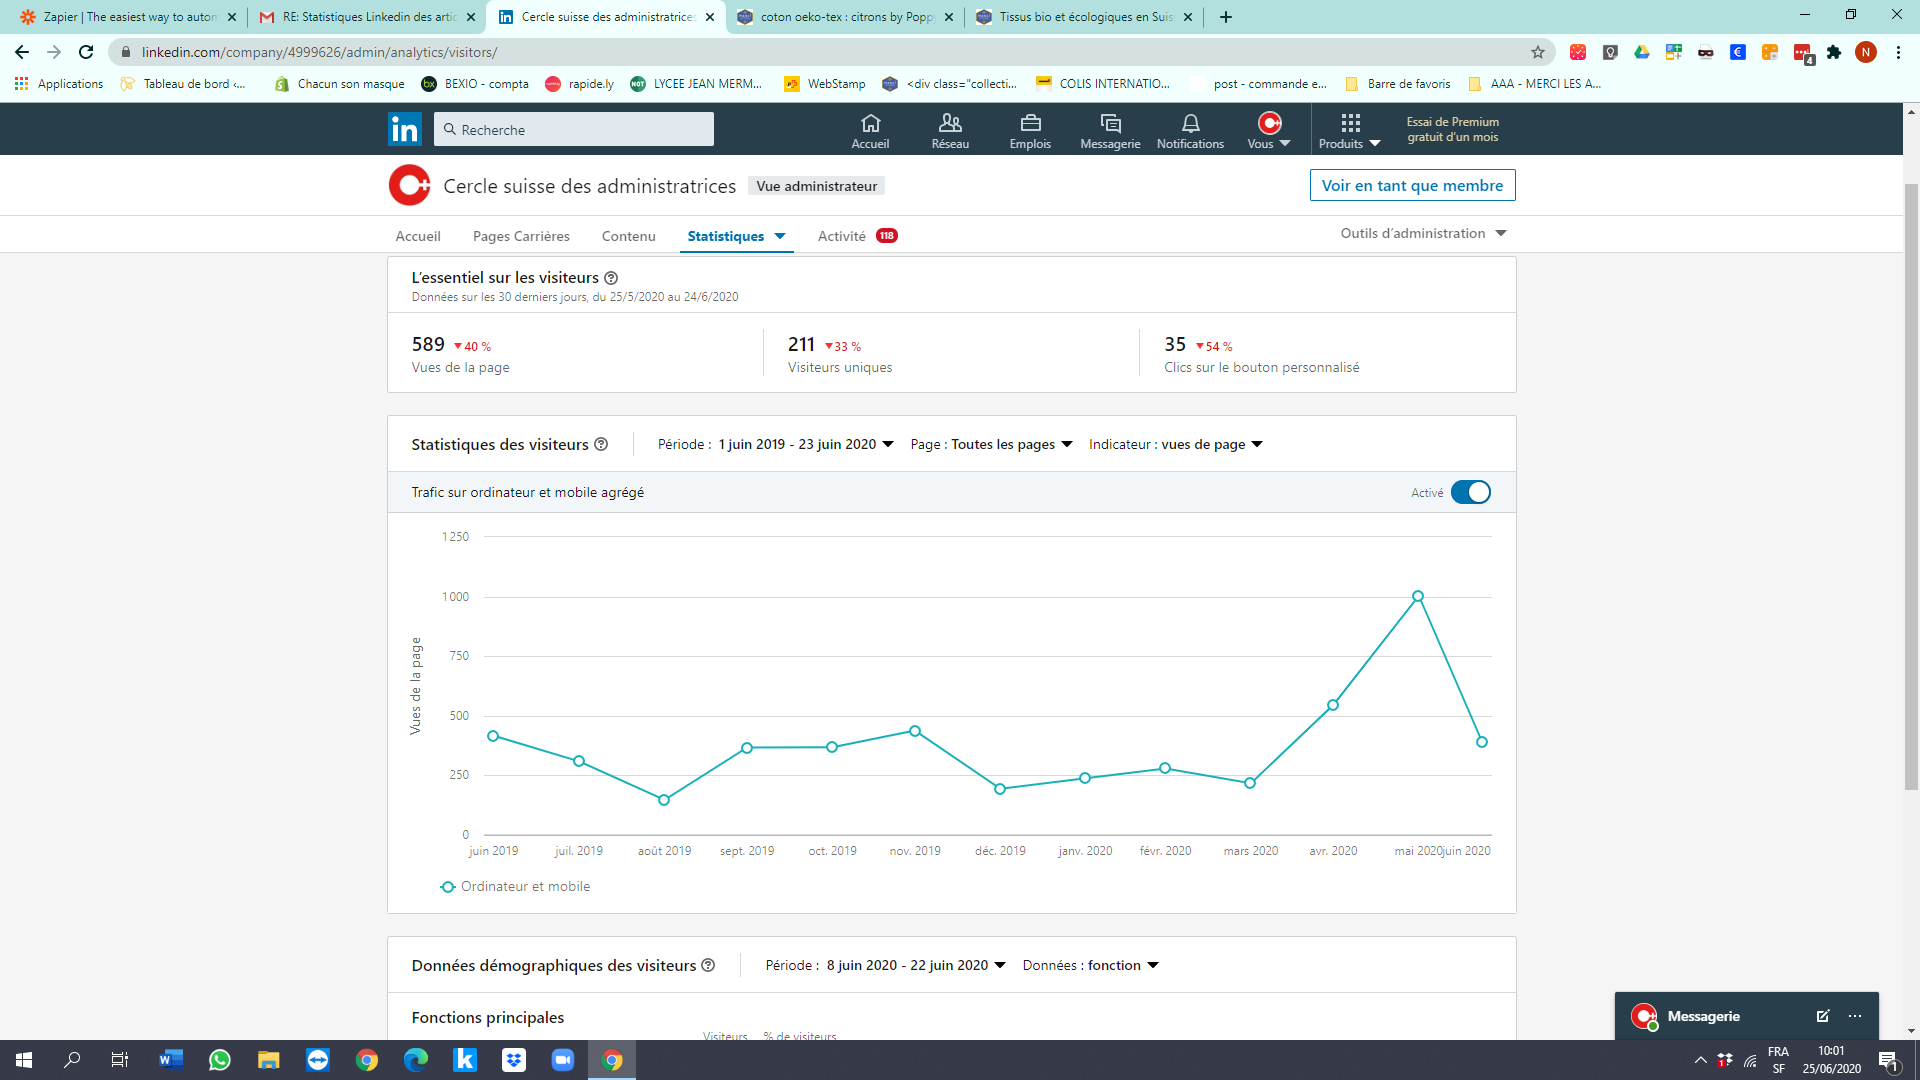 Zapier | The easiest way to autom
RE: Statistiques Linkedin des artic
Cercle suisse des administratrices
coton oeko-tex : citrons by Popp
Tissus bio et écologiques en Suis
linkedin.com/company/4999626/admin/analytics/visitors/
4
N
Applications
Tableau de bord ‹...
Chacun son masque
bx
BEXIO - compta
rapide.ly
NOT
LYCEE JEAN MERM...
WebStamp
<div class="collecti...
COLIS INTERNATIO...
post - commande e...
Barre de favoris
AAA - MERCI LES A...
in
Recherche
Accueil
Réseau
Emplois
Messagerie
Notifications
Vous
Produits
Essai de Premium
gratuit d'un mois
Cercle suisse des administratrices
Vue administrateur
Voir en tant que membre
Accueil
Pages Carrières
Contenu
Statistiques
Activité
118
Outils d'administration
L'essentiel sur les visiteurs
Données sur les 30 derniers jours, du 25/5/2020 au 24/6/2020
589 ▾40 %
Vues de la page
211 ▾33 %
Visiteurs uniques
35 ▾54 %
Clics sur le bouton personnalisé
Statistiques des visiteurs
Période : 1 juin 2019 - 23 juin 2020
Page : Toutes les pages
Indicateur : vues de page
Trafic sur ordinateur et mobile agrégé
Activé
Vues de la page
1250
1000
750
500
250
0
juin 2019
juil. 2019
août 2019
sept. 2019
oct. 2019
nov. 2019
déc. 2019
janv. 2020
févr. 2020
mars 2020
avr. 2020
mai 2020
juin 2020
Ordinateur et mobile
Données démographiques des visiteurs
Période : 8 juin 2020 - 22 juin 2020
Données : fonction
Fonctions principales
Visiteurs
% de visiteurs
Messagerie
FRA
SF
10:01
25/06/2020
1